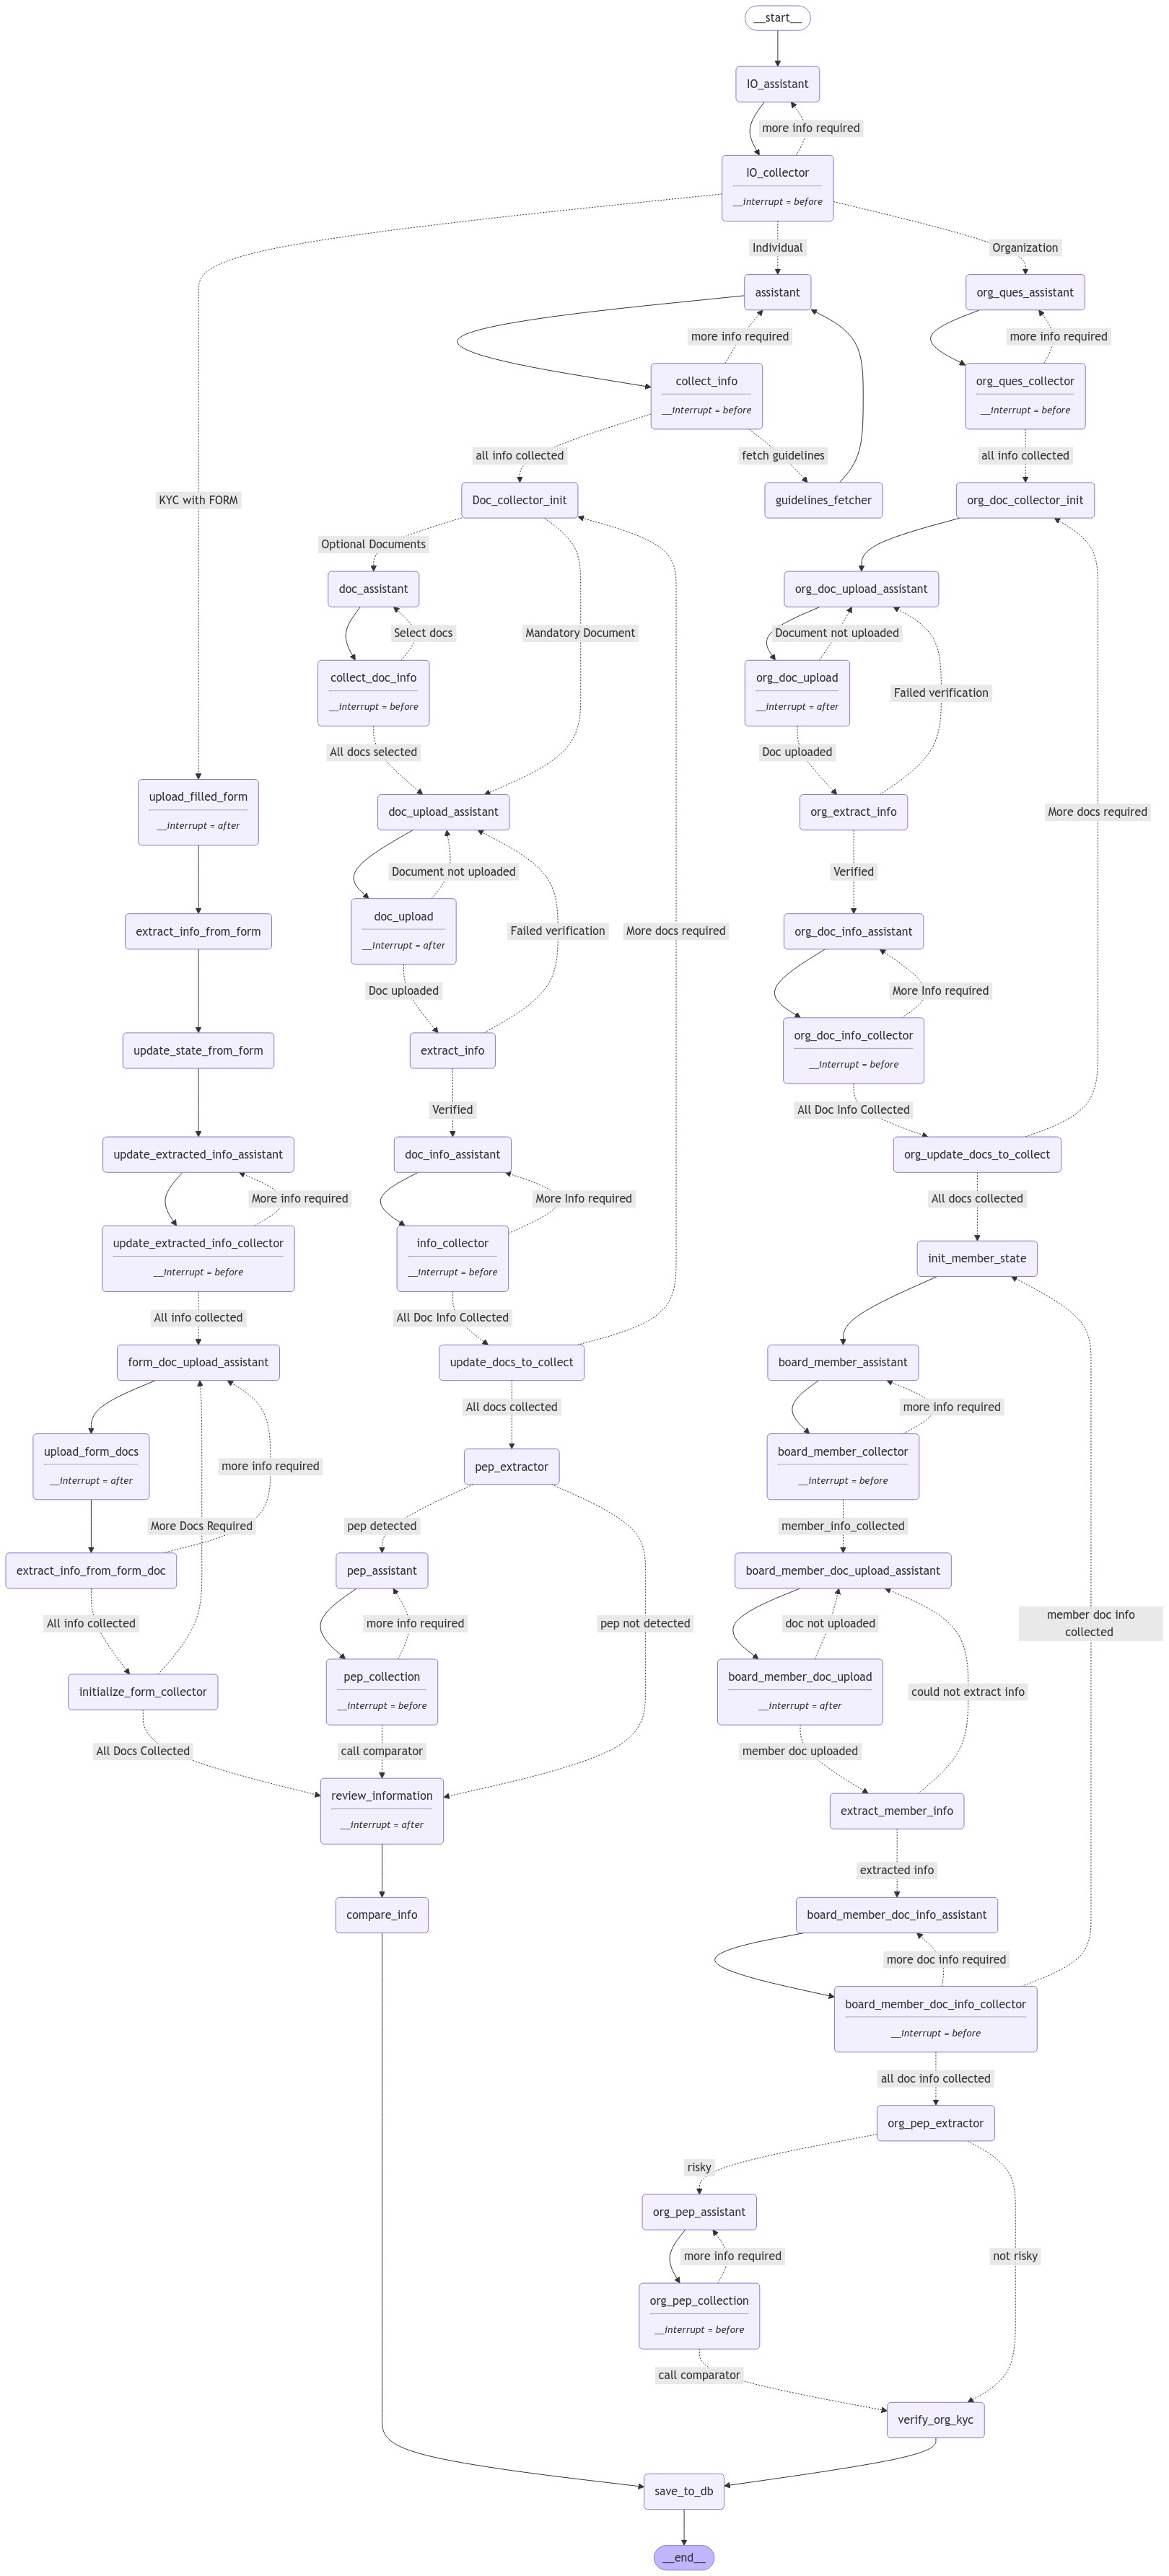 __start__
IO_assistant
more info required
IO_collector
__Interrupt = before
Individual
Organization
assistant
org_ques_assistant
more info required
more info required
collect_info
__Interrupt = before
org_ques_collector
__Interrupt = before
all info collected
fetch guidelines
all info collected
KYC with FORM
Doc_collector_init
guidelines_fetcher
org_doc_collector_init
Optional Documents
doc_assistant
org_doc_upload_assistant
Select docs
Mandatory Document
Document not uploaded
collect_doc_info
__Interrupt = before
org_doc_upload
__Interrupt = after
Failed verification
All docs selected
Doc uploaded
upload_filled_form
__Interrupt = after
doc_upload_assistant
org_extract_info
More docs required
Document not uploaded
Verified
doc_upload
__Interrupt = after
extract_info_from_form
Failed verification
More docs required
org_doc_info_assistant
Doc uploaded
More Info required
update_state_from_form
extract_info
org_doc_info_collector
__Interrupt = before
Verified
All Doc Info Collected
update_extracted_info_assistant
doc_info_assistant
org_update_docs_to_collect
More info required
More Info required
All docs collected
update_extracted_info_collector
__Interrupt = before
info_collector
__Interrupt = before
init_member_state
All info collected
All Doc Info Collected
form_doc_upload_assistant
update_docs_to_collect
board_member_assistant
All docs collected
more info required
upload_form_docs
__Interrupt = after
more info required
pep_extractor
board_member_collector
__Interrupt = before
More Docs Required
pep detected
member_info_collected
extract_info_from_form_doc
pep_assistant
board_member_doc_upload_assistant
All info collected
more info required
pep not detected
doc not uploaded
member doc info
collected
initialize_form_collector
pep_collection
__Interrupt = before
board_member_doc_upload
__Interrupt = after
could not extract info
All Docs Collected
call comparator
member doc uploaded
review_information
__Interrupt = after
extract_member_info
extracted info
compare_info
board_member_doc_info_assistant
more doc info required
board_member_doc_info_collector
__Interrupt = before
all doc info collected
org_pep_extractor
risky
org_pep_assistant
more info required
not risky
org_pep_collection
__Interrupt = before
call comparator
verify_org_kyc
save_to_db
__end__